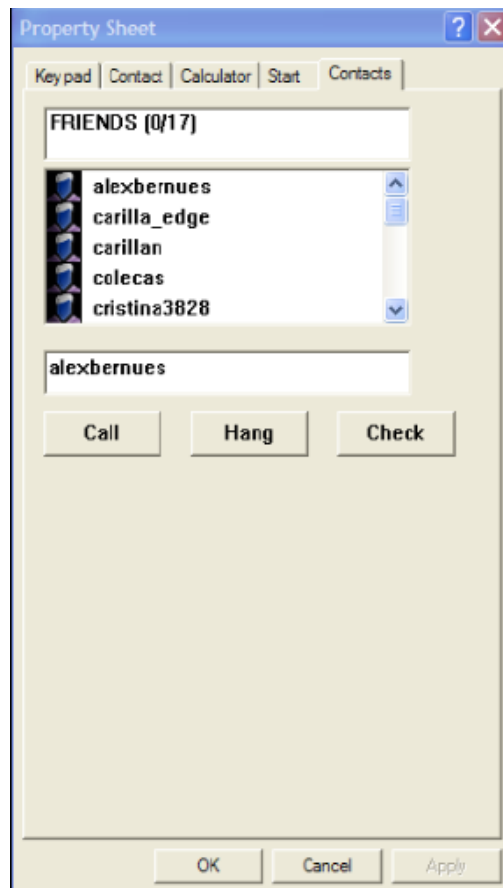 Property Sheet
Key pad Contact Calculator Start Contacts
FRIENDS (0/17)
alexbernues
carilla_edge
carillan
colecas
cristina3828
alexbernues
Call Hang Check
OK Cancel Apply